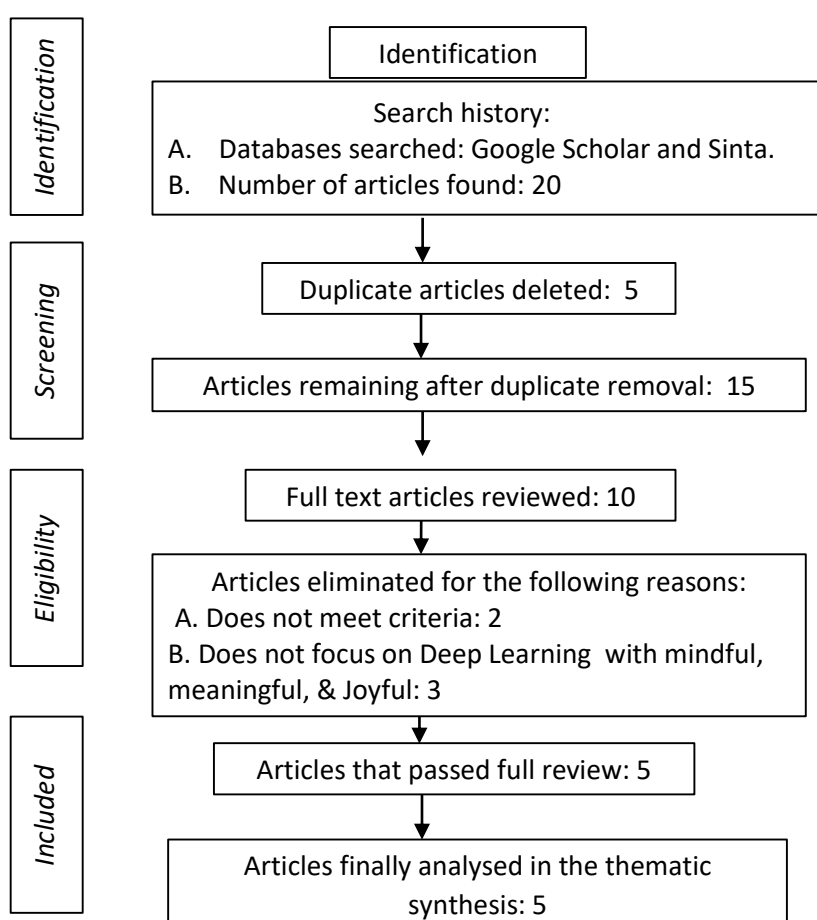 Identification
Identification
Search history:
A. Databases searched: Google Scholar and Sinta.
B. Number of articles found: 20
Screening
Duplicate articles deleted: 5
Articles remaining after duplicate removal: 15
Eligibility
Full text articles reviewed: 10
Articles eliminated for the following reasons:
A. Does not meet criteria: 2
B. Does not focus on Deep Learning with mindful,
meaningful, & Joyful: 3
Included
Articles that passed full review: 5
Articles finally analysed in the thematic
synthesis: 5